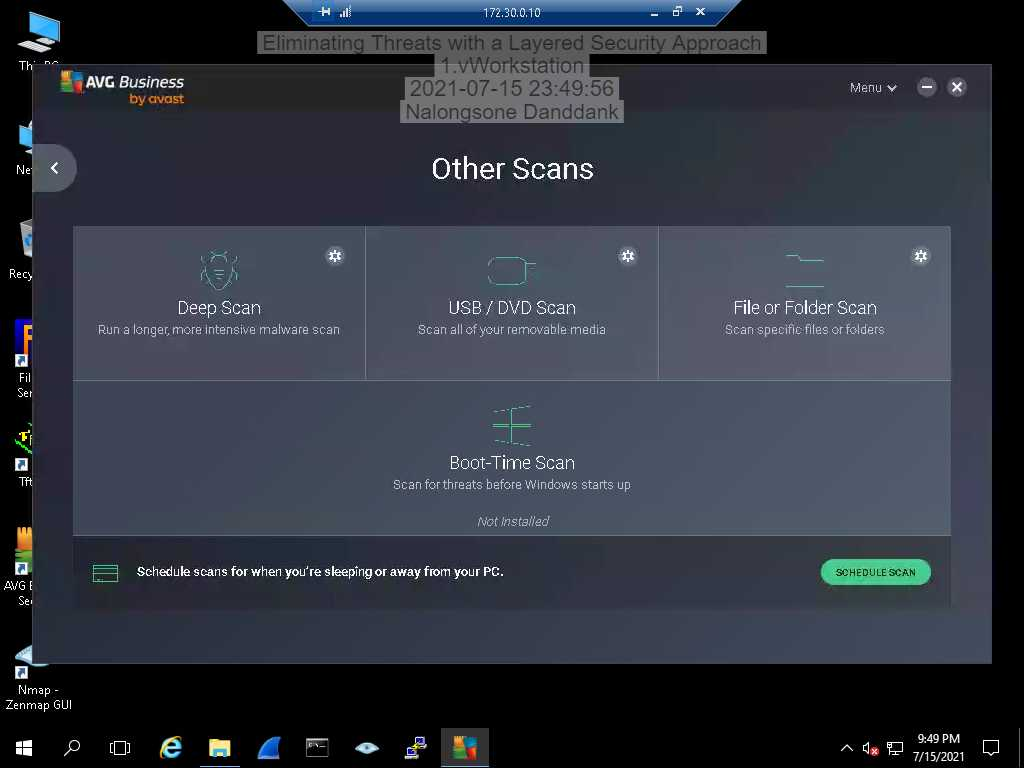 172.30.0.10
Eliminating Threats with a Layered Security Approach
1.vWorkstation
2021-07-15 23:49:56
Nalongsone Danddank
AVG Business
by avast
Menu
Other Scans
Deep Scan
Run a longer, more intensive malware scan
USB / DVD Scan
Scan all of your removable media
File or Folder Scan
Scan specific files or folders
Boot-Time Scan
Scan for threats before Windows starts up
Not Installed
Schedule scans for when you're sleeping or away from your PC.
SCHEDULE SCAN
Nmap -
Zenmap GUI
9:49 PM
7/15/2021